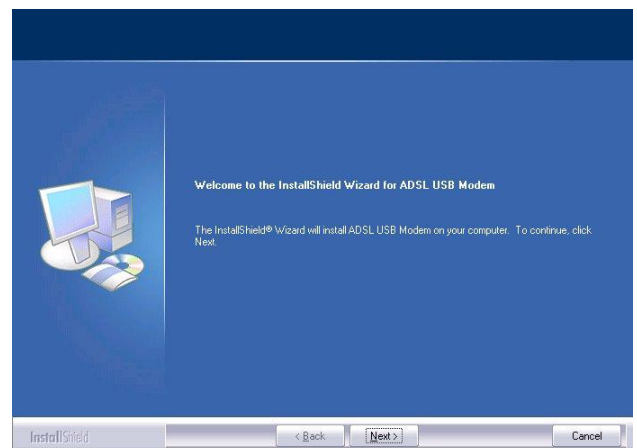 Welcome to the InstallShield Wizard for ADSL USB Modem
The InstallShield® Wizard will install ADSL USB Modem on your computer. To continue, click
Next.
InstallShield
< Back
Next >
Cancel